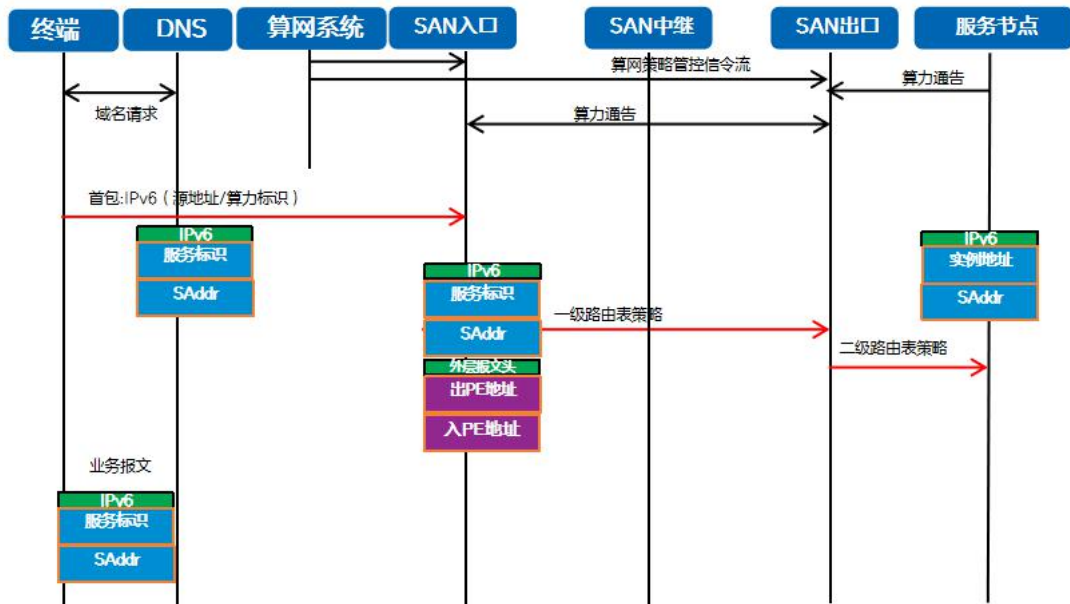 终端
DNS
算网系统
SAN入口
SAN中继
SAN出口
服务节点
算网策略管控信令流
算力通告
域名请求
算力通告
首包:IPv6（源地址/算力标识）
IPv6
服务标识
SAddr
IPv6
实例地址
SAddr
IPv6
服务标识
SAddr
一级路由表策略
二级路由表策略
外层报文头
出PE地址
入PE地址
业务报文
IPv6
服务标识
SAddr